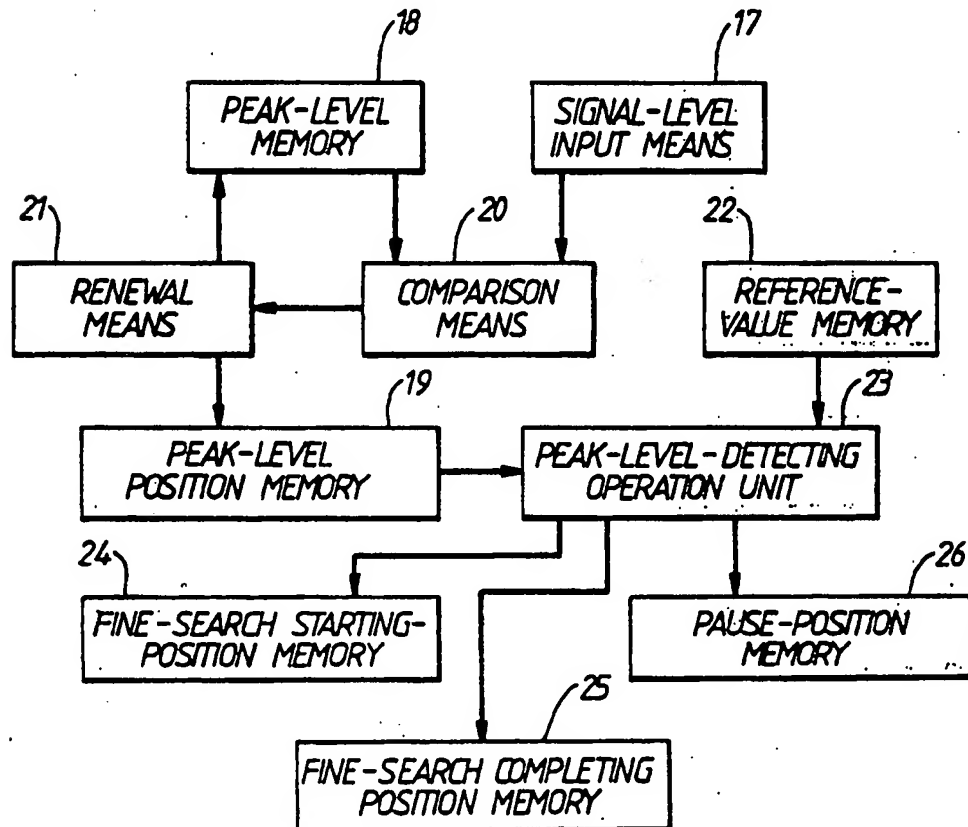 18
17
PEAK-LEVEL
MEMORY
SIGNAL-LEVEL
INPUT MEANS
21
20
22
RENEWAL
MEANS
COMPARISON
MEANS
REFERENCE-
VALUE MEMORY
19
23
PEAK-LEVEL
POSITION MEMORY
PEAK-LEVEL-DETECTING
OPERATION UNIT
24
26
FINE-SEARCH STARTING-
POSITION MEMORY
PAUSE-POSITION
MEMORY
25
FINE-SEARCH COMPLETING
POSITION MEMORY